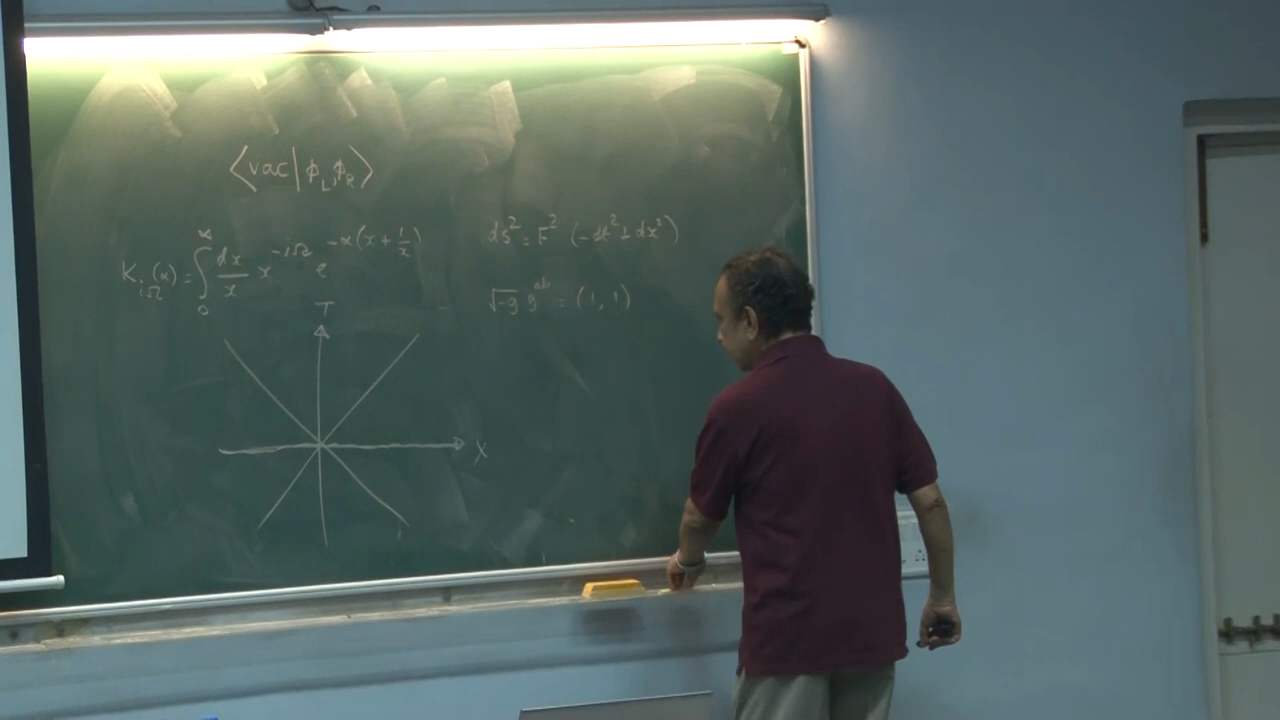 ⟨vac|ϕ_L, ϕ_R⟩
K_{iΩ}(α) = ∫_0^∞ dx/x x^{-iΩ} e^{-α(x + 1/x)}
ds² = F² (-dt² + dx²)
√-g g^{ab} = (1, 1)
T
X